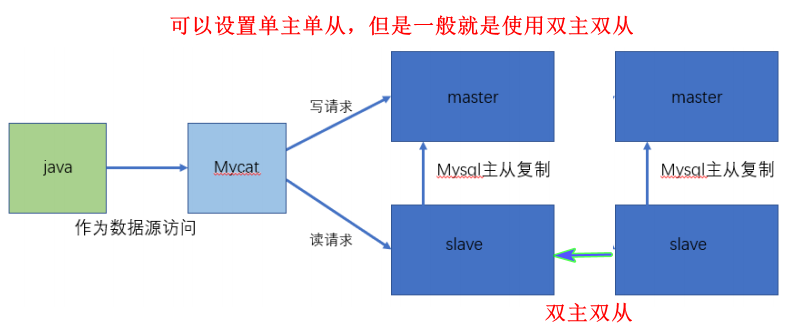 可以设置单主单从，但是一般就是使用双主双从
master
master
写请求
java
Mycat
Mysql主从复制
Mysql主从复制
作为数据源访问
读请求
slave
slave
双主双从